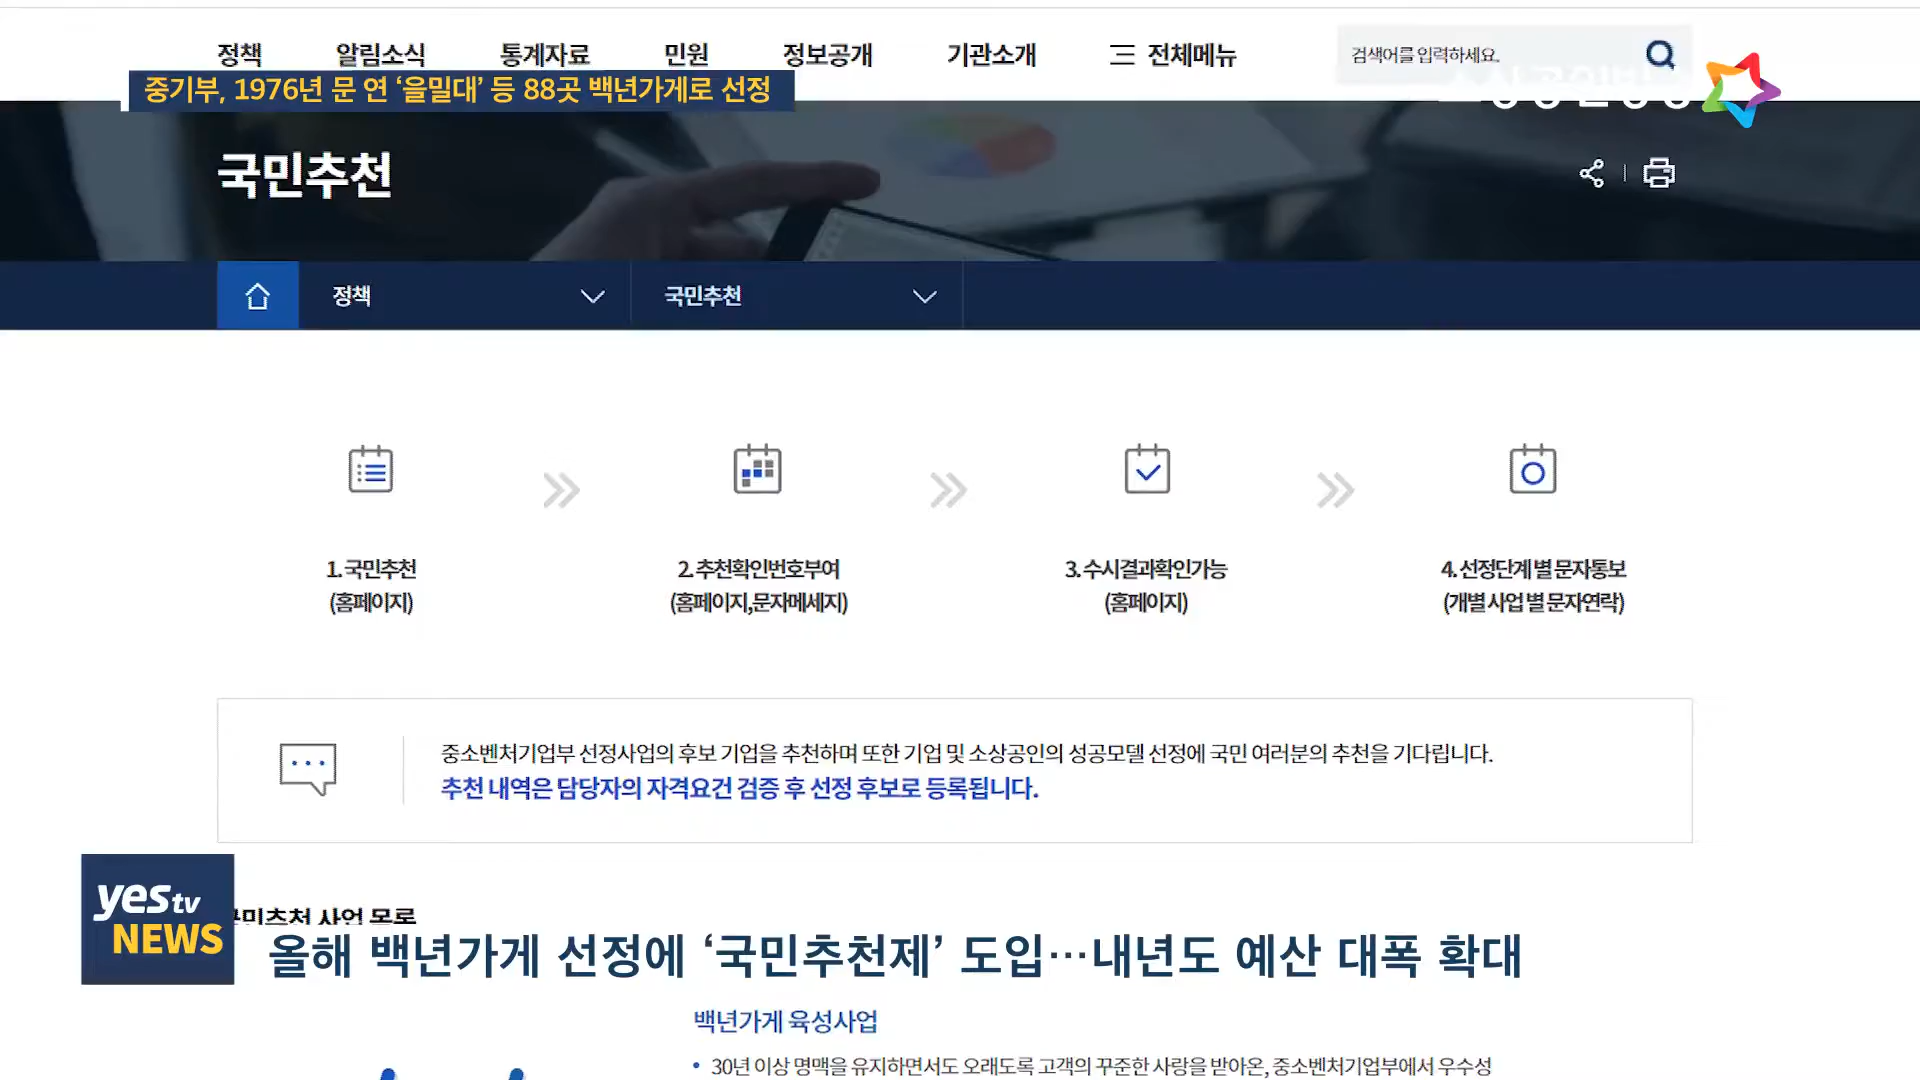 정책 알림소식 통계자료 민원 정보공개 기관소개 전체메뉴 검색어를 입력하세요.
중기부, 1976년 문 연 ‘을밀대’ 등 88곳 백년가게로 선정
국민추천
정책 국민추천
1. 국민추천
(홈페이지)
2. 추천확인번호부여
(홈페이지,문자메세지)
3. 수시결과확인가능
(홈페이지)
4. 선정단계 별 문자통보
(개별 사업 별 문자연락)
중소벤처기업부 선정사업의 후보 기업을 추천하며 또한 기업 및 소상공인의 성공모델 선정에 국민 여러분의 추천을 기다립니다.
추천 내역은 담당자의 자격요건 검증 후 선정 후보로 등록됩니다.
국민추천 사업 목록
yes tv
NEWS
올해 백년가게 선정에 ‘국민추천제’ 도입…내년도 예산 대폭 확대
백년가게 육성사업
• 30년 이상 명맥을 유지하면서도 오래도록 고객의 꾸준한 사랑을 받아온, 중소벤처기업부에서 우수성